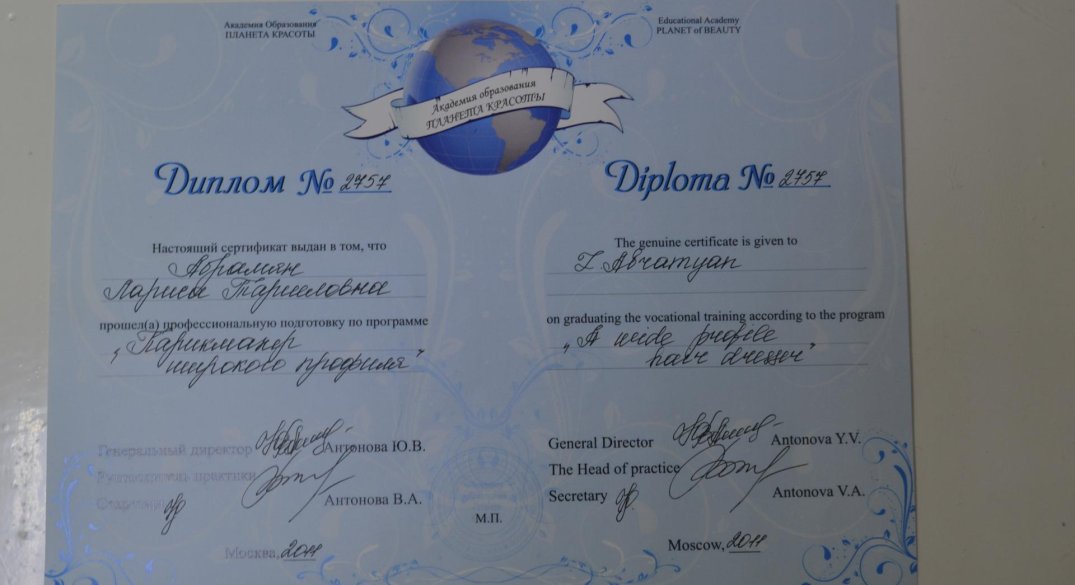 Академия Образования
ПЛАНЕТА КРАСОТЫ
Educational Academy
PLANET of BEAUTY
Академия образования
ПЛАНЕТА КРАСОТЫ
Диплом № 2757
Настоящий сертификат выдан в том, что
Абрамян
Лариса Тариеловна
прошел(а) профессиональную подготовку по программе
„Парикмахер
широкого профиля"
Генеральный директор Антонова Ю.В.
Руководитель практики
Секретарь Антонова В.А.
М.П.
Москва, 2011
Diploma № 2757
The genuine certificate is given to
on graduating the vocational training according to the program
„A wide profile
hair dresser"
General Director Antonova Y.V.
The Head of practice
Secretary Antonova V.A.
Moscow, 2011